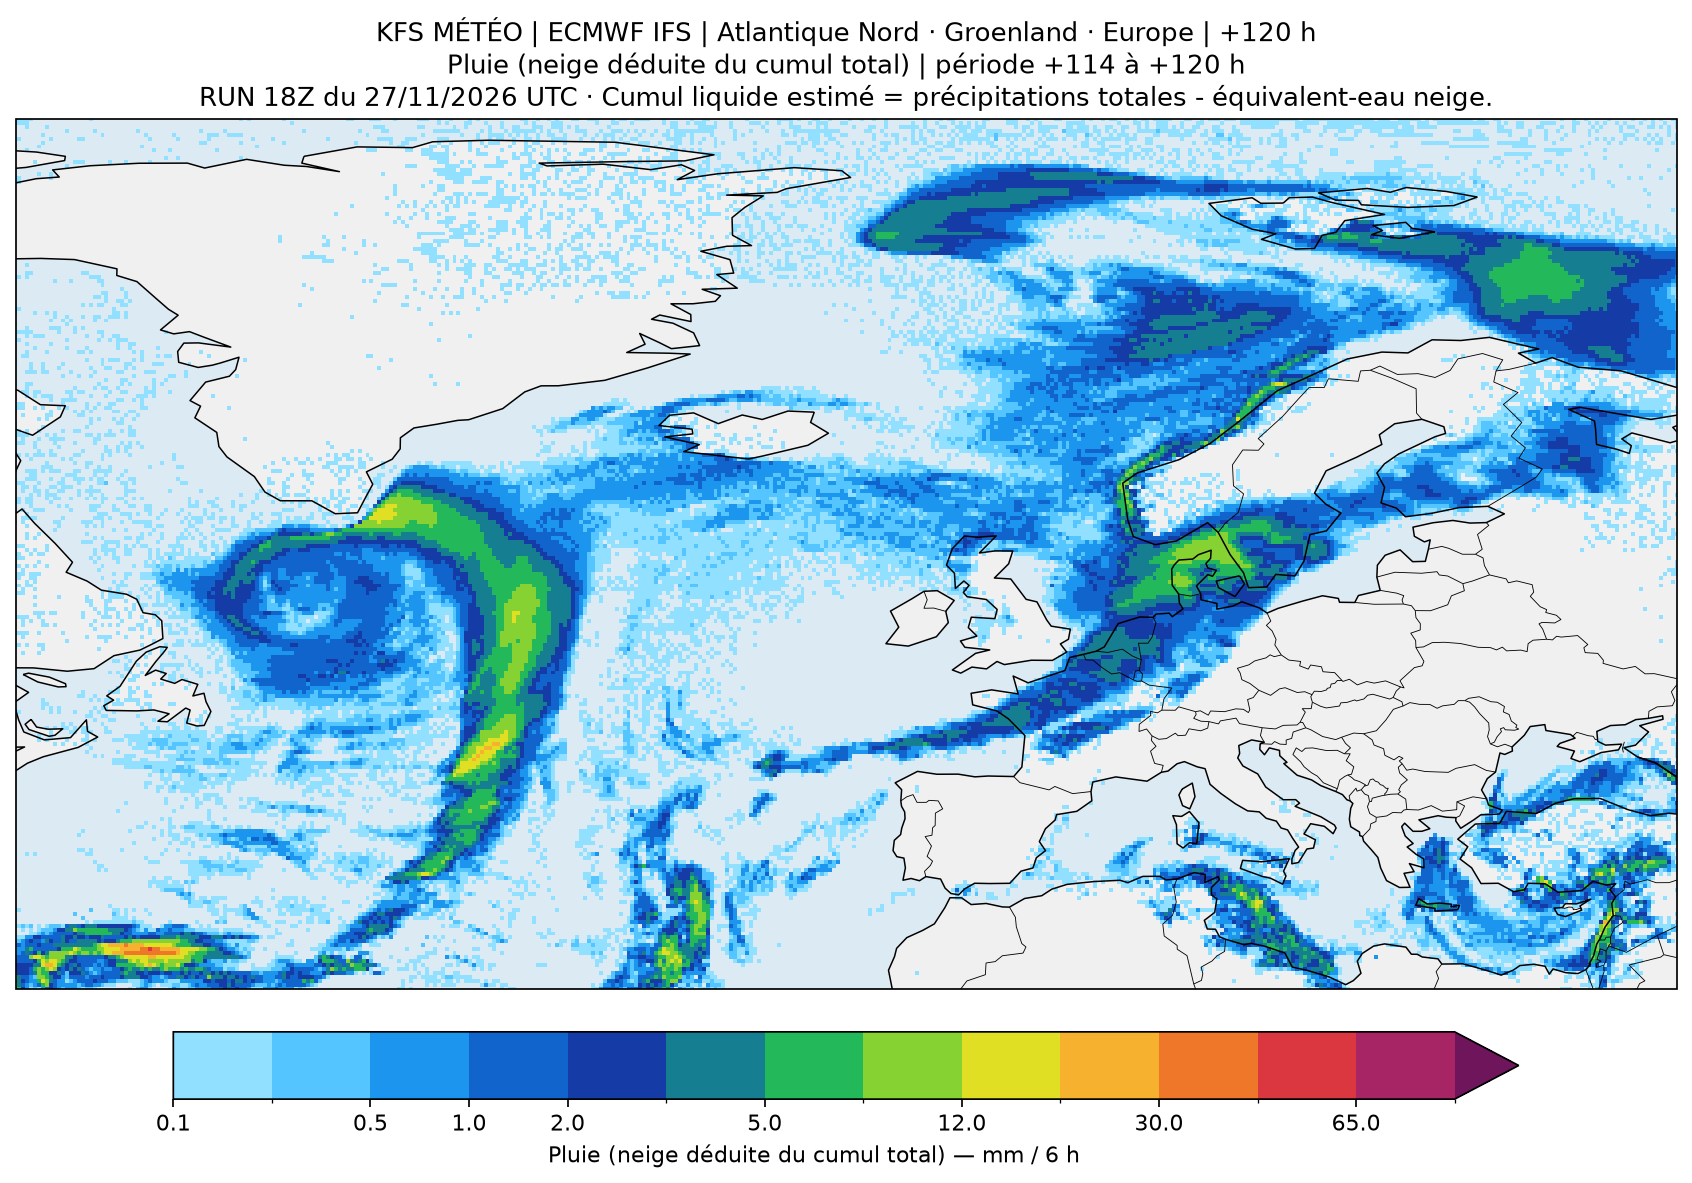 KFS MÉTÉO | ECMWF IFS | Atlantique Nord · Groenland · Europe | +120 h
Pluie (neige déduite du cumul total) | période +114 à +120 h
RUN 18Z du 27/11/2026 UTC · Cumul liquide estimé = précipitations totales - équivalent-eau neige.
0.1 0.5 1.0 2.0 5.0 12.0 30.0 65.0
Pluie (neige déduite du cumul total) — mm / 6 h